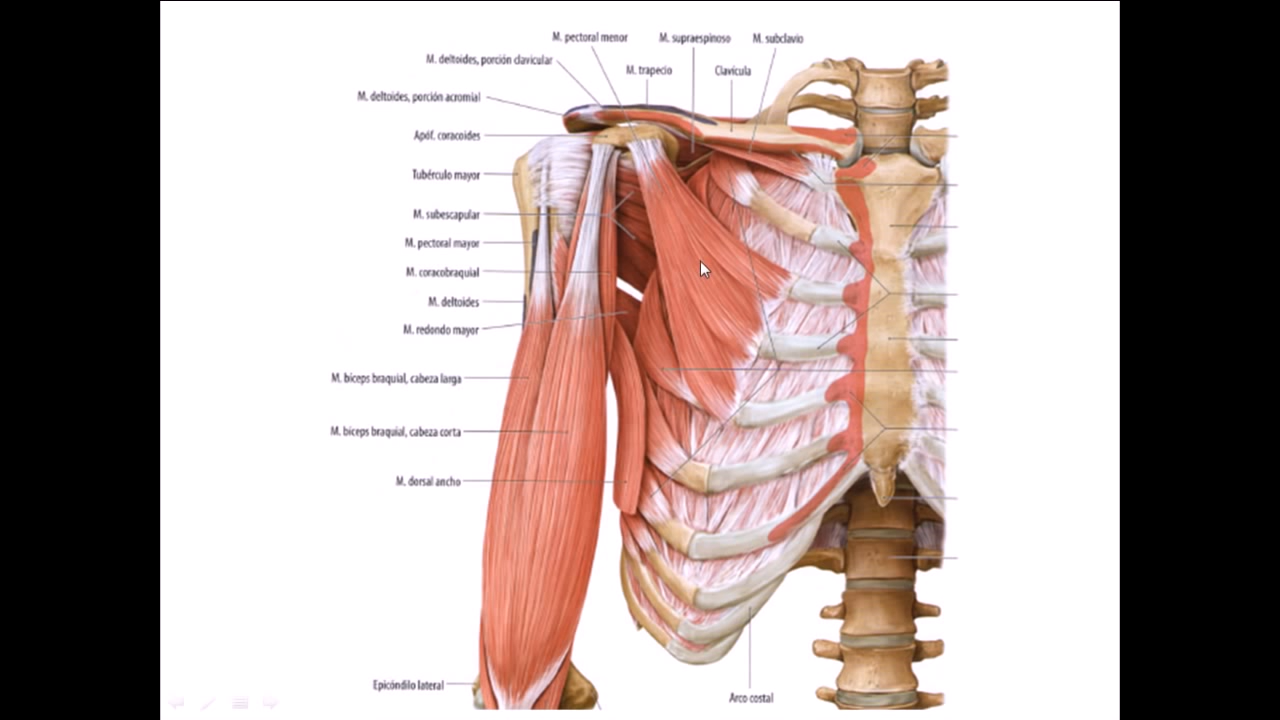 M. pectoral menor
M. supraespinoso
M. subclavio
M. deltoides, porción clavicular
M. trapecio
Clavícula
M. deltoides, porción acromial
Apóf. coracoides
Tubérculo mayor
M. subescapular
M. pectoral mayor
M. coracobraquial
M. deltoides
M. redondo mayor
M. bíceps braquial, cabeza larga
M. bíceps braquial, cabeza corta
M. dorsal ancho
Epicóndilo lateral
Arco costal